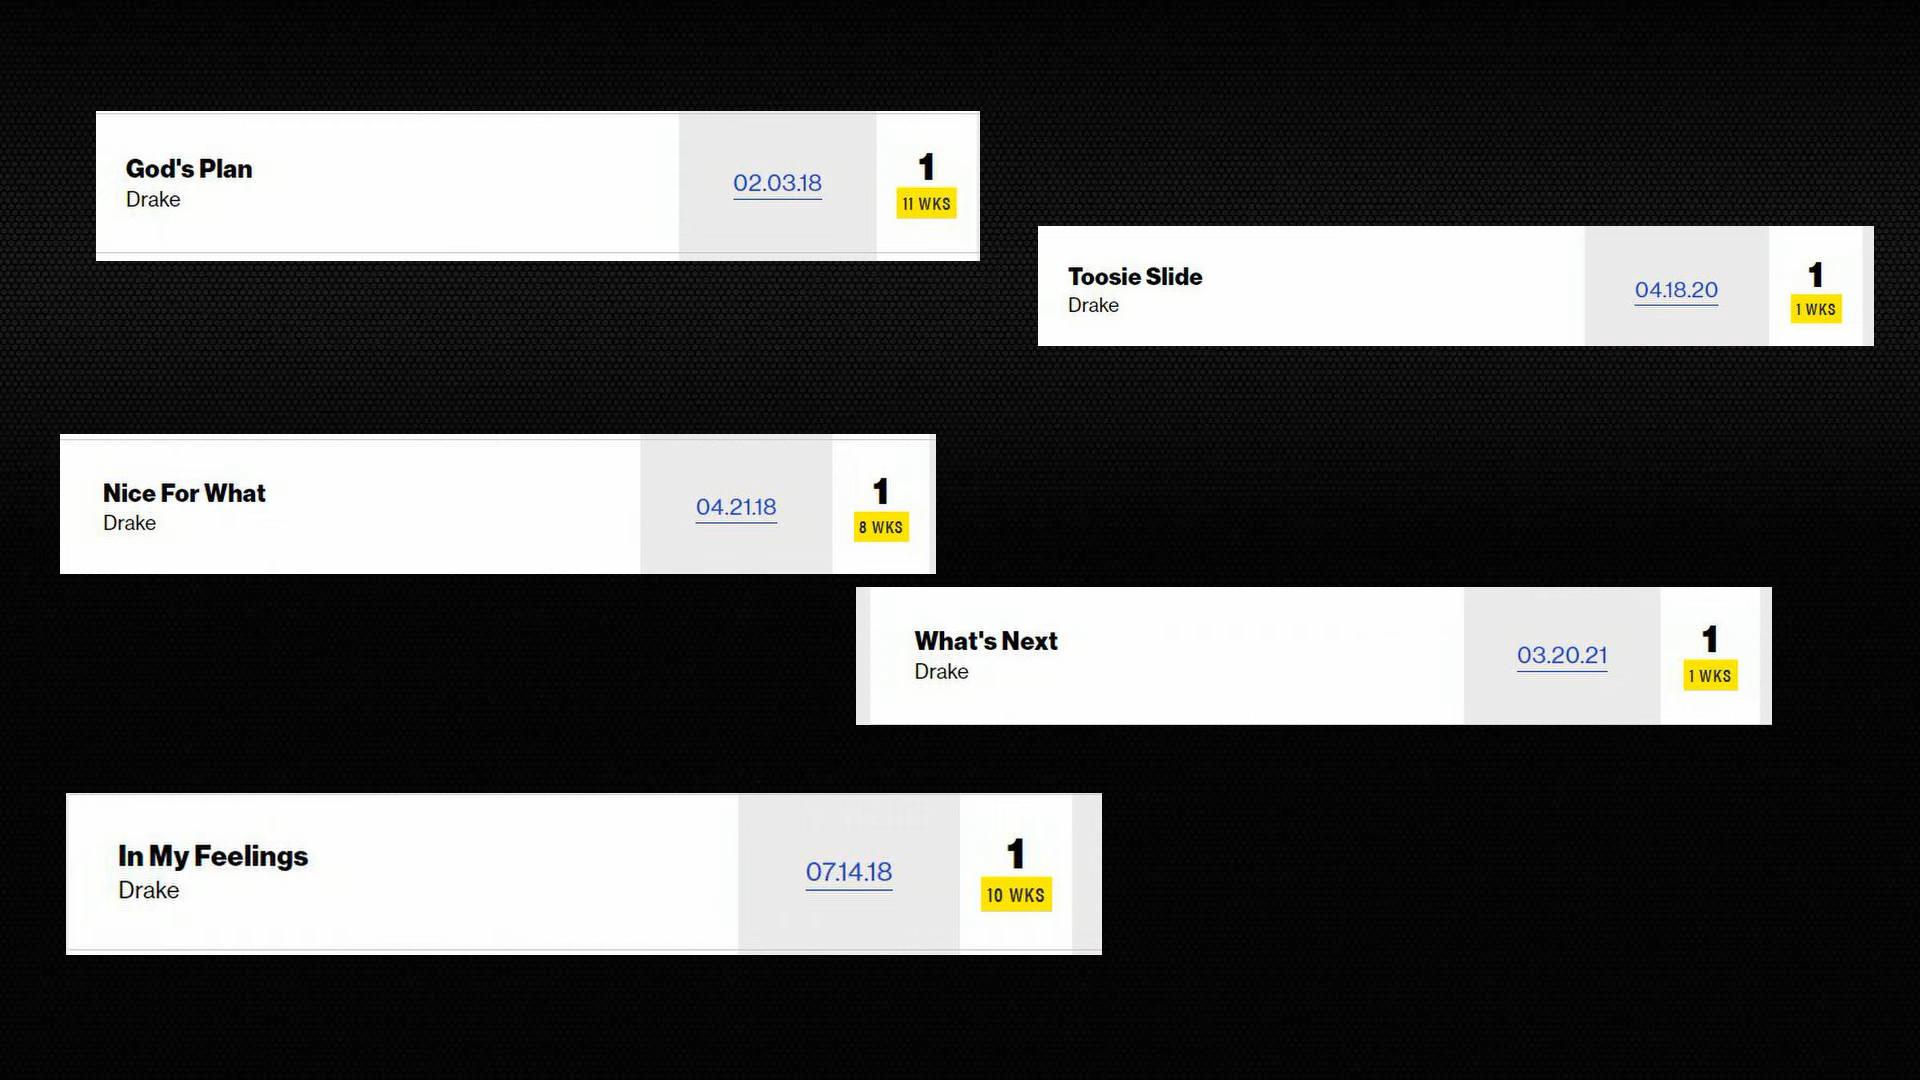 God's Plan
Drake
02.03.18
1
11 WKS
Toosie Slide
Drake
04.18.20
1
1 WKS
Nice For What
Drake
04.21.18
1
8 WKS
What's Next
Drake
03.20.21
1
1 WKS
In My Feelings
Drake
07.14.18
1
10 WKS